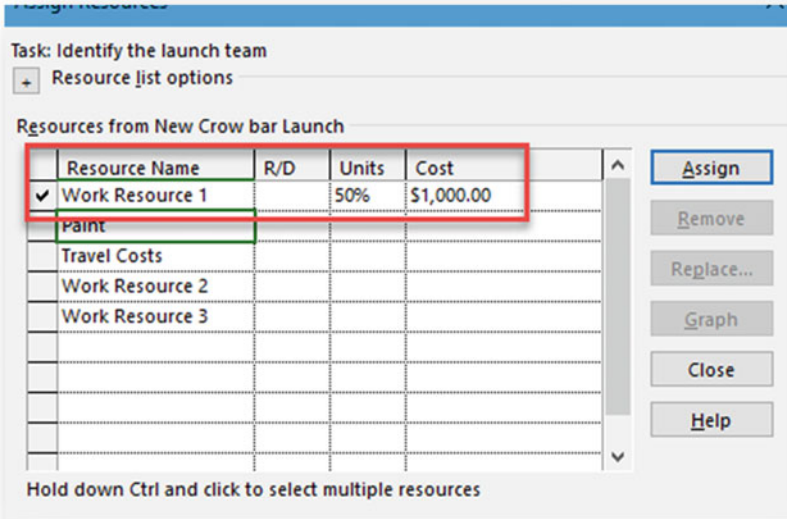 Assign Resources
Task: Identify the launch team
+ Resource list options
Resources from New Crow bar Launch
Resource Name R/D Units Cost
Work Resource 1 50% $1,000.00
Paint
Travel Costs
Work Resource 2
Work Resource 3
Assign
Remove
Replace...
Graph
Close
Help
Hold down Ctrl and click to select multiple resources